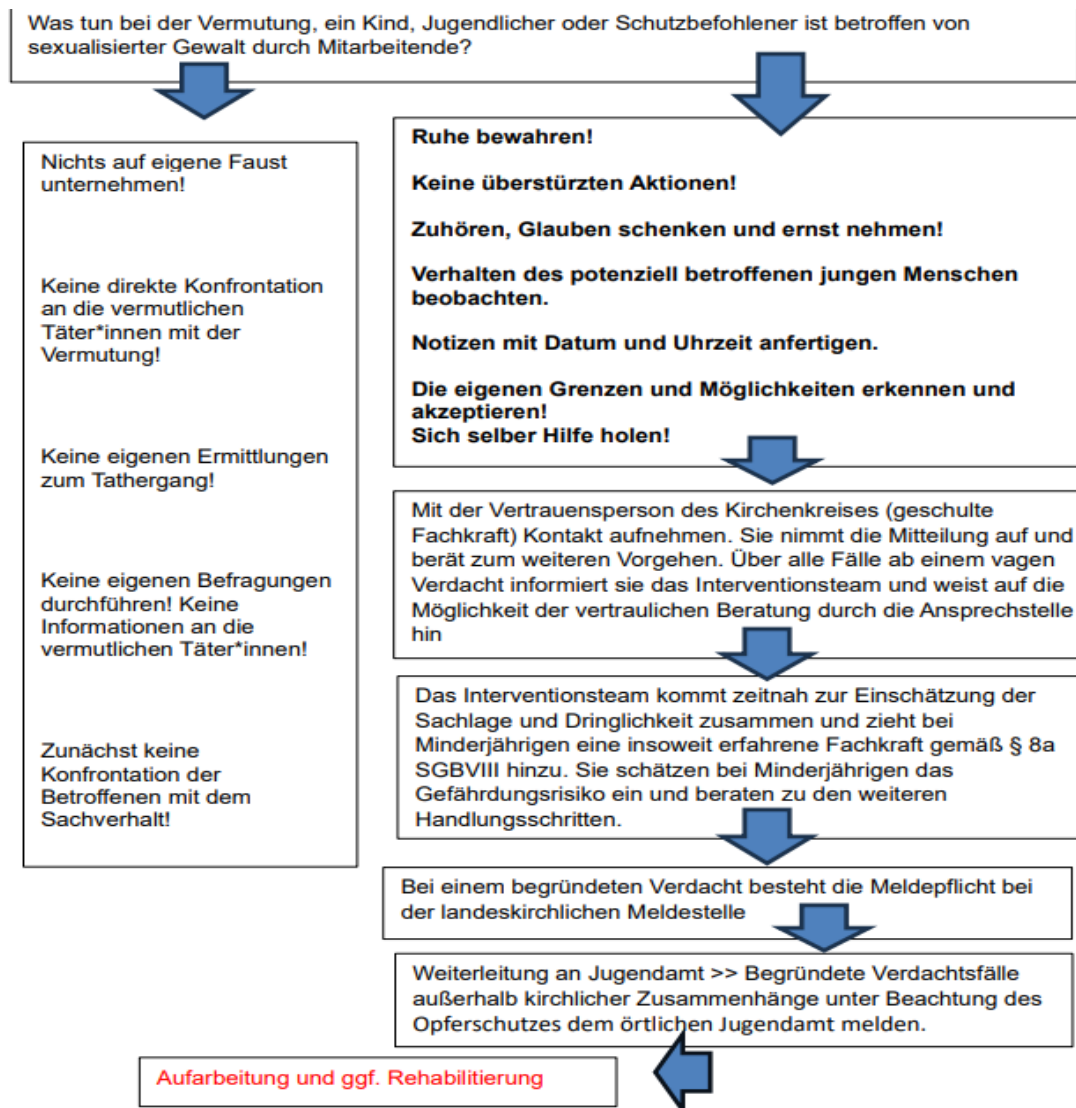 Was tun bei der Vermutung, ein Kind, Jugendlicher oder Schutzbefohlener ist betroffen von
sexualisierter Gewalt durch Mitarbeitende?
Nichts auf eigene Faust
unternehmen!
Keine direkte Konfrontation
an die vermutlichen
Täter*innen mit der
Vermutung!
Keine eigenen Ermittlungen
zum Tathergang!
Keine eigenen Befragungen
durchführen! Keine
Informationen an die
vermutlichen Täter*innen!
Zunächst keine
Konfrontation der
Betroffenen mit dem
Sachverhalt!
Ruhe bewahren!
Keine überstürzten Aktionen!
Zuhören, Glauben schenken und ernst nehmen!
Verhalten des potenziell betroffenen jungen Menschen
beobachten.
Notizen mit Datum und Uhrzeit anfertigen.
Die eigenen Grenzen und Möglichkeiten erkennen und
akzeptieren!
Sich selber Hilfe holen!
Mit der Vertrauensperson des Kirchenkreises (geschulte
Fachkraft) Kontakt aufnehmen. Sie nimmt die Mitteilung auf und
berät zum weiteren Vorgehen. Über alle Fälle ab einem vagen
Verdacht informiert sie das Interventionsteam und weist auf die
Möglichkeit der vertraulichen Beratung durch die Ansprechstelle
hin
Das Interventionsteam kommt zeitnah zur Einschätzung der
Sachlage und Dringlichkeit zusammen und zieht bei
Minderjährigen eine insoweit erfahrene Fachkraft gemäß § 8a
SGBVIII hinzu. Sie schätzen bei Minderjährigen das
Gefährdungsrisiko ein und beraten zu den weiteren
Handlungsschritten.
Bei einem begründeten Verdacht besteht die Meldepflicht bei
der landeskirchlichen Meldestelle
Weiterleitung an Jugendamt >> Begründete Verdachtsfälle
außerhalb kirchlicher Zusammenhänge unter Beachtung des
Opferschutzes dem örtlichen Jugendamt melden.
Aufarbeitung und ggf. Rehabilitierung